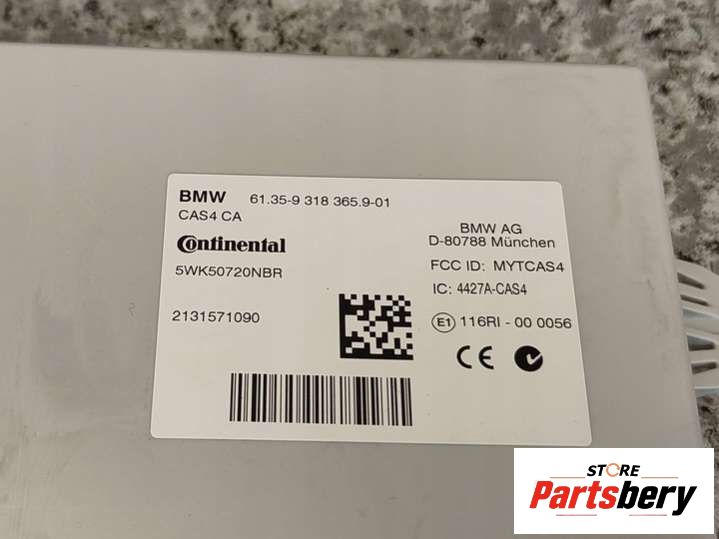 BMW 61.35-9 318 365.9-01
CAS4 CA
Continental
5WK50720NBR
2131571090
BMW AG
D-80788 München
FCC ID: MYTCAS4
IC: 4427A-CAS4
E1 116RI - 00 0056
CE
N
STORE
Partsbery